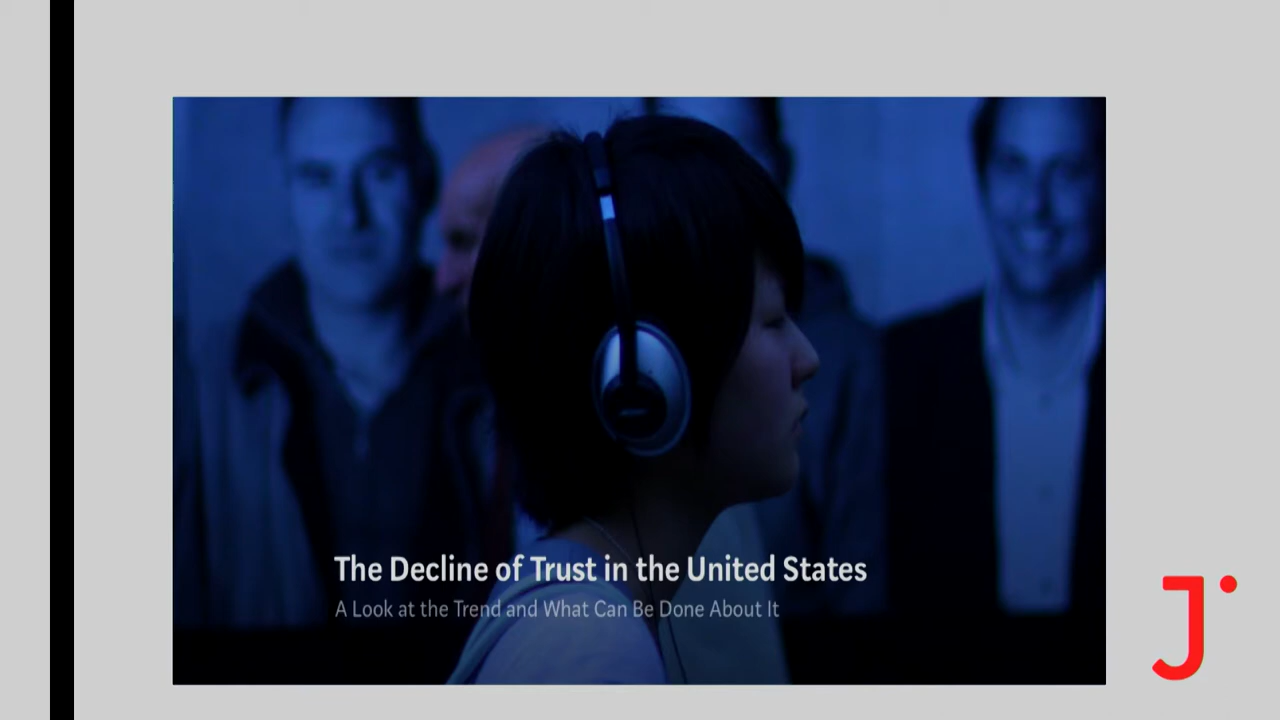 The Decline of Trust in the United States
A Look at the Trend and What Can Be Done About It
J